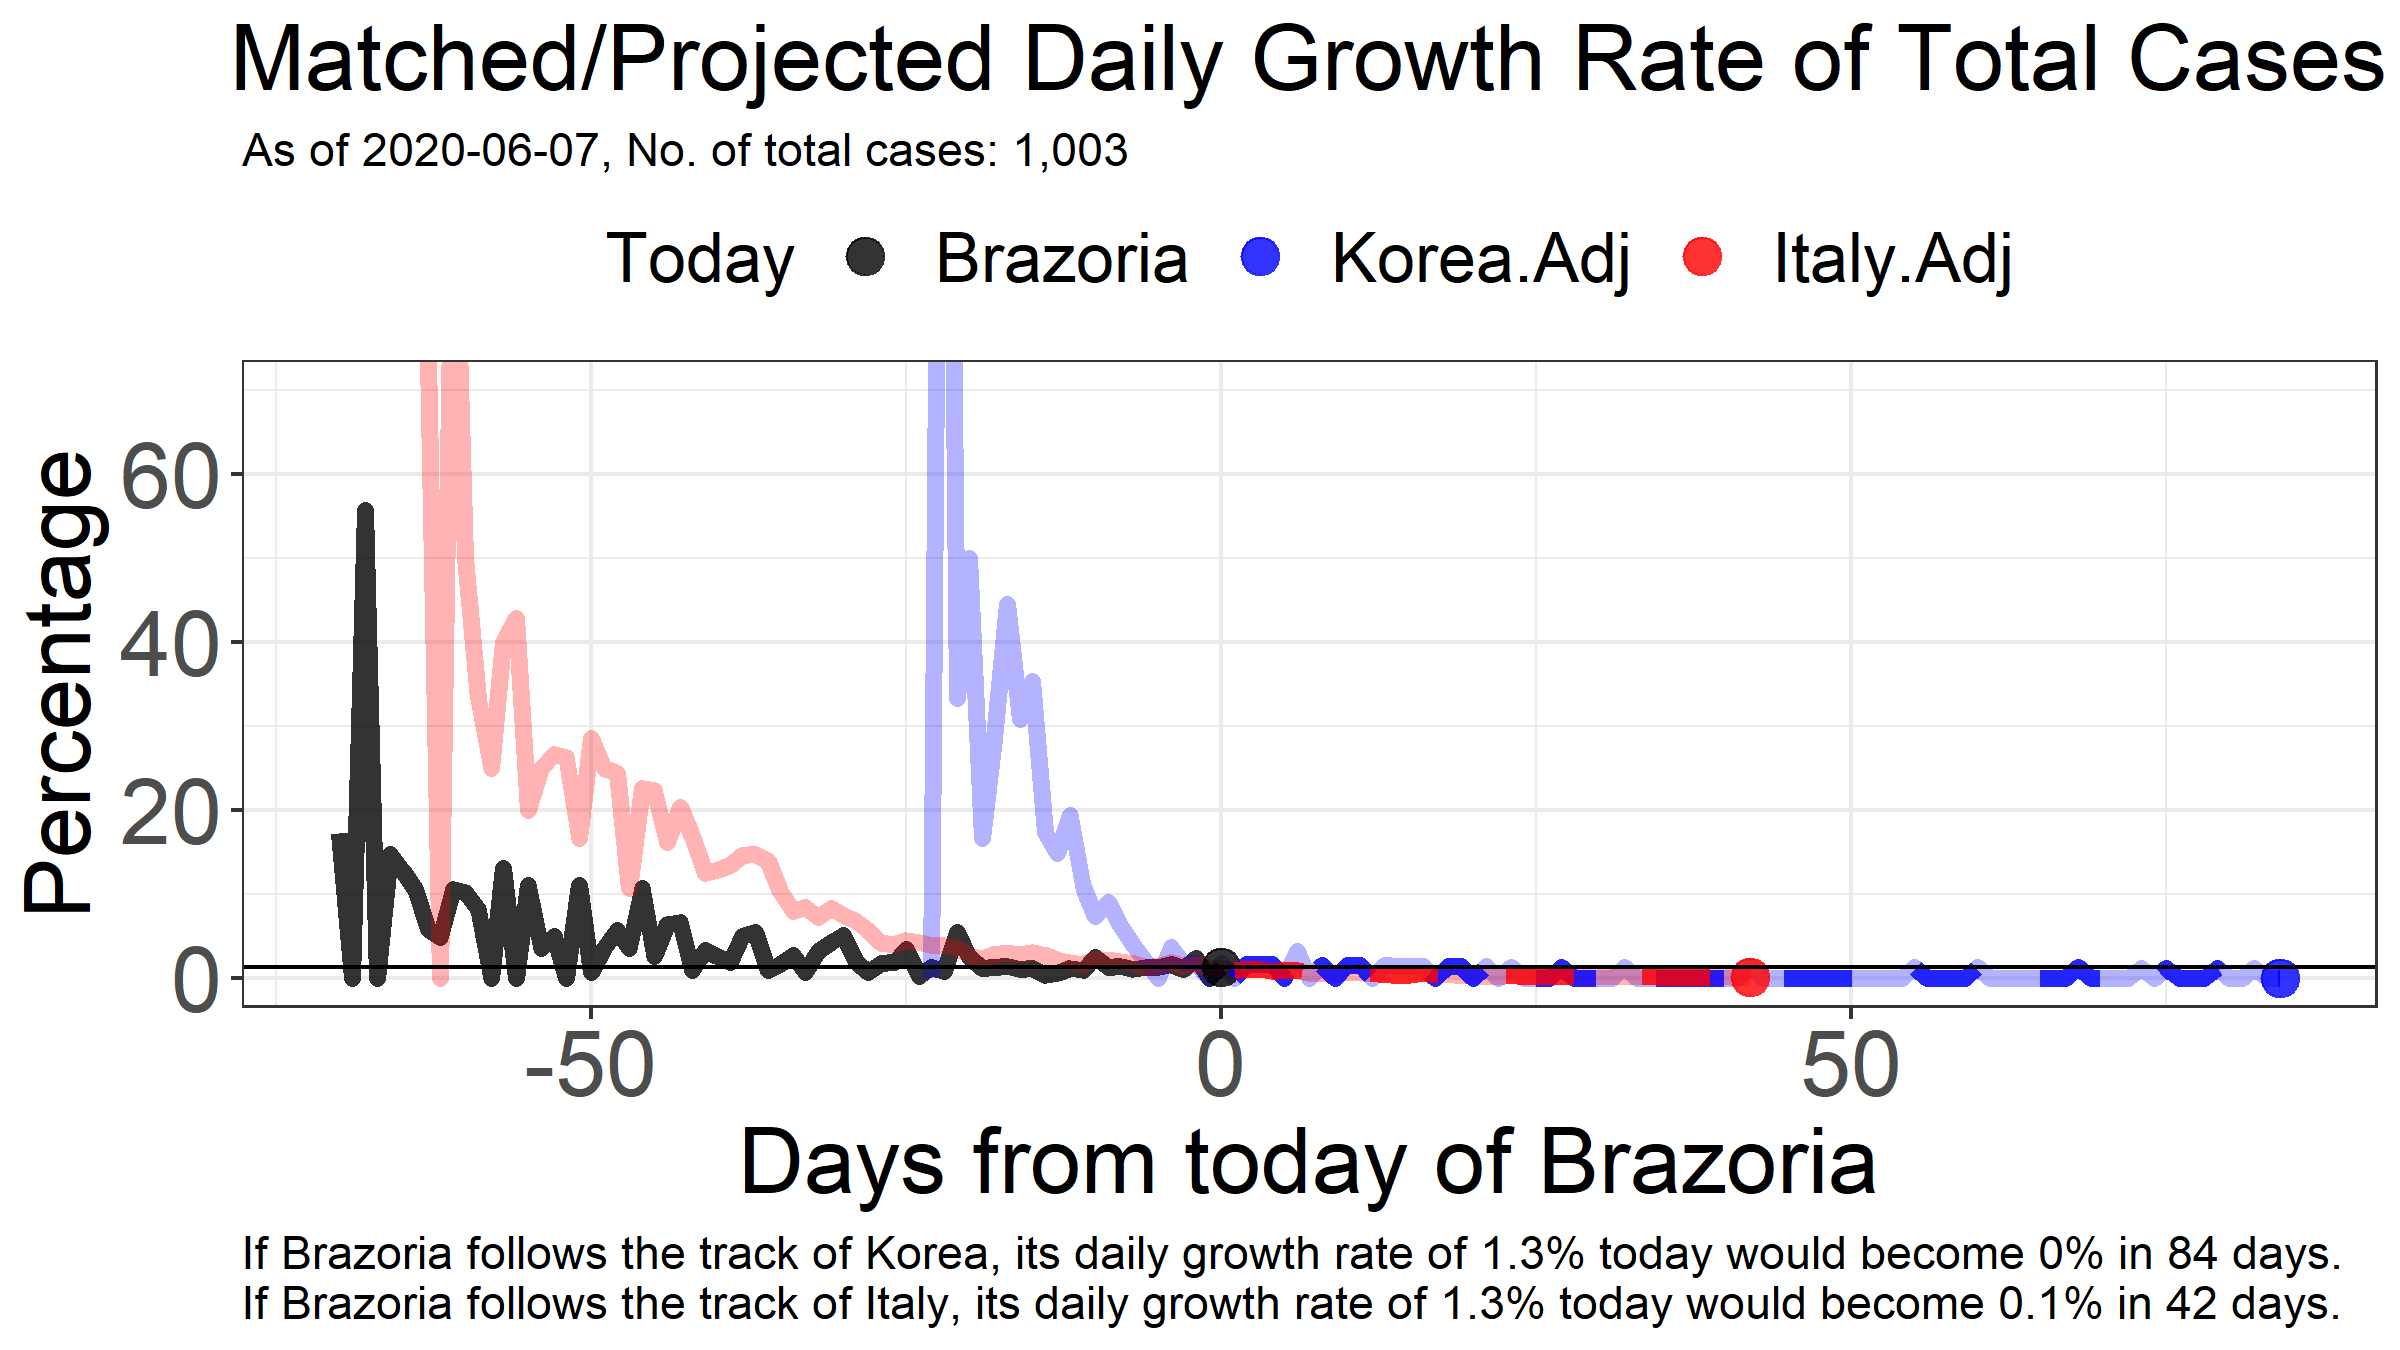 Matched/Projected Daily Growth Rate of Total Cases
As of 2020-06-07, No. of total cases: 1,003
Today Brazoria Korea.Adj Italy.Adj
Percentage
60
40
20
0
-50 0 50
Days from today of Brazoria
If Brazoria follows the track of Korea, its daily growth rate of 1.3% today would become 0% in 84 days.
If Brazoria follows the track of Italy, its daily growth rate of 1.3% today would become 0.1% in 42 days.